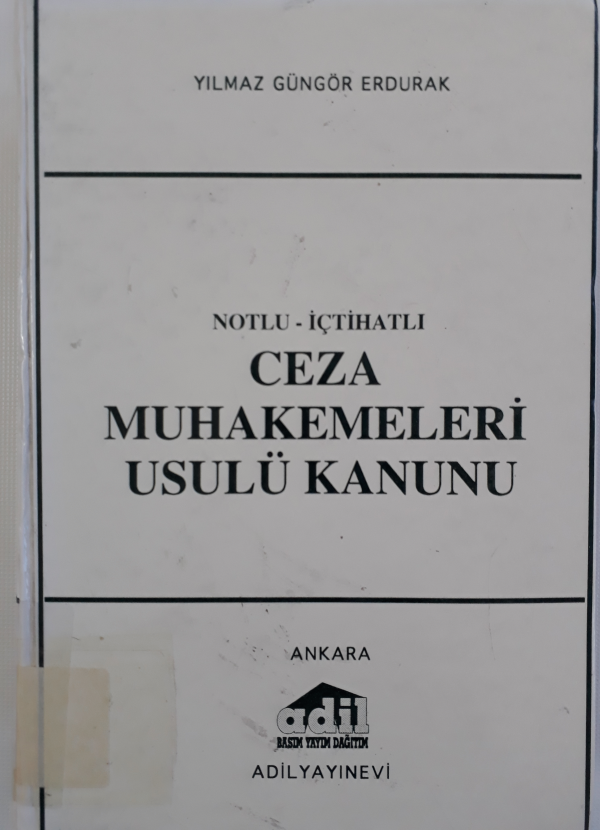 YILMAZ GÜNGÖR ERDURAK
NOTLU - İÇTİHATLI
CEZA
MUHAKEMELERİ
USULÜ KANUNU
ANKARA
adil
BASIM YAYIM DAĞITIM
ADİLYAYINEVİ